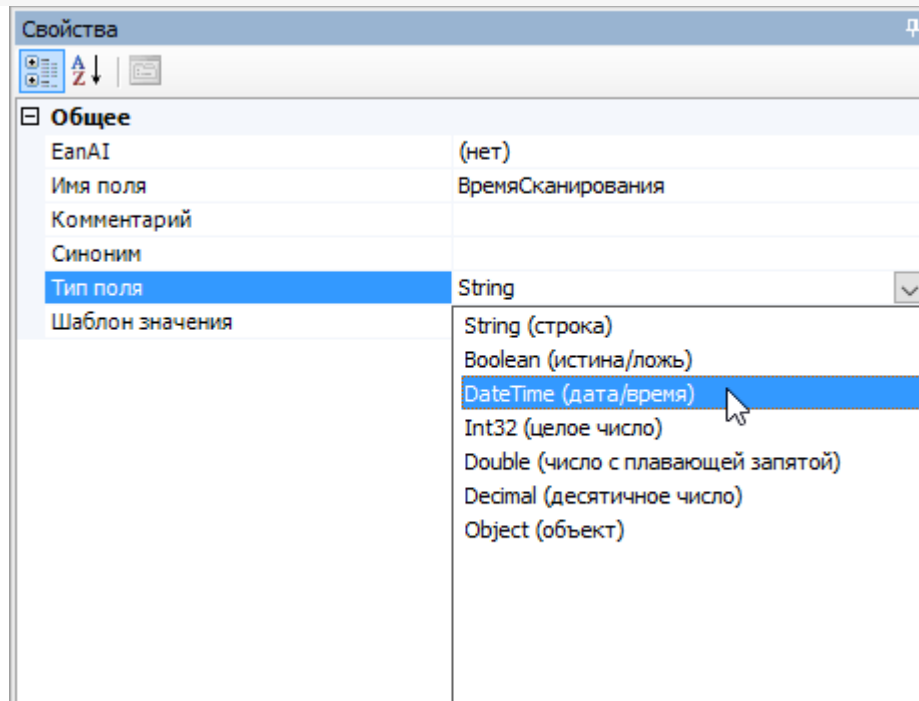 Свойства
A
Z
Общее
EanAI (нет)
Имя поля ВремяСканирования
Комментарий
Синоним
Тип поля String
Шаблон значения
String (строка)
Boolean (истина/ложь)
DateTime (дата/время)
Int32 (целое число)
Double (число с плавающей запятой)
Decimal (десятичное число)
Object (объект)